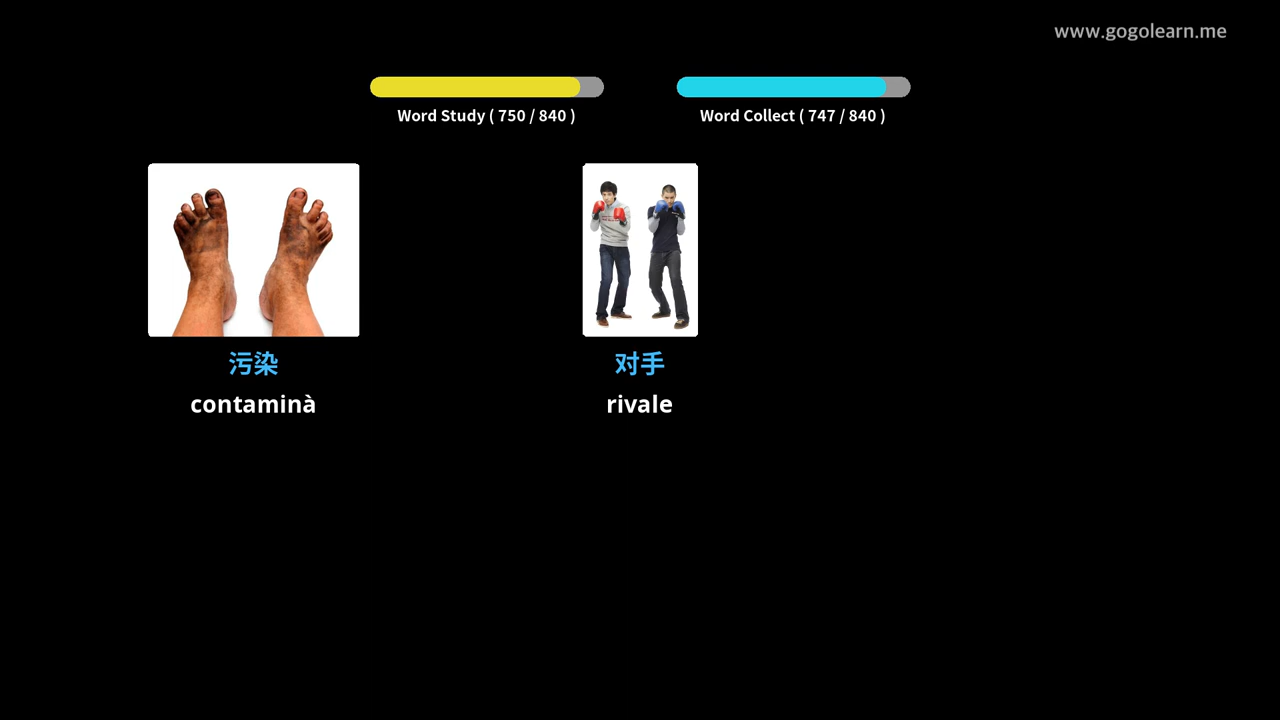 www.gogolearn.me
Word Study ( 750 / 840 )
Word Collect ( 747 / 840 )
污染
contaminà
对手
rivale